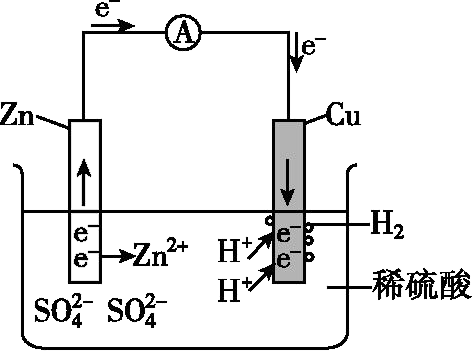 e⁻
A
e⁻
Zn
Cu
e⁻
e⁻
Zn²⁺
H⁺
e⁻
H₂
H⁺
e⁻
SO₄²⁻ SO₄²⁻
稀硫酸